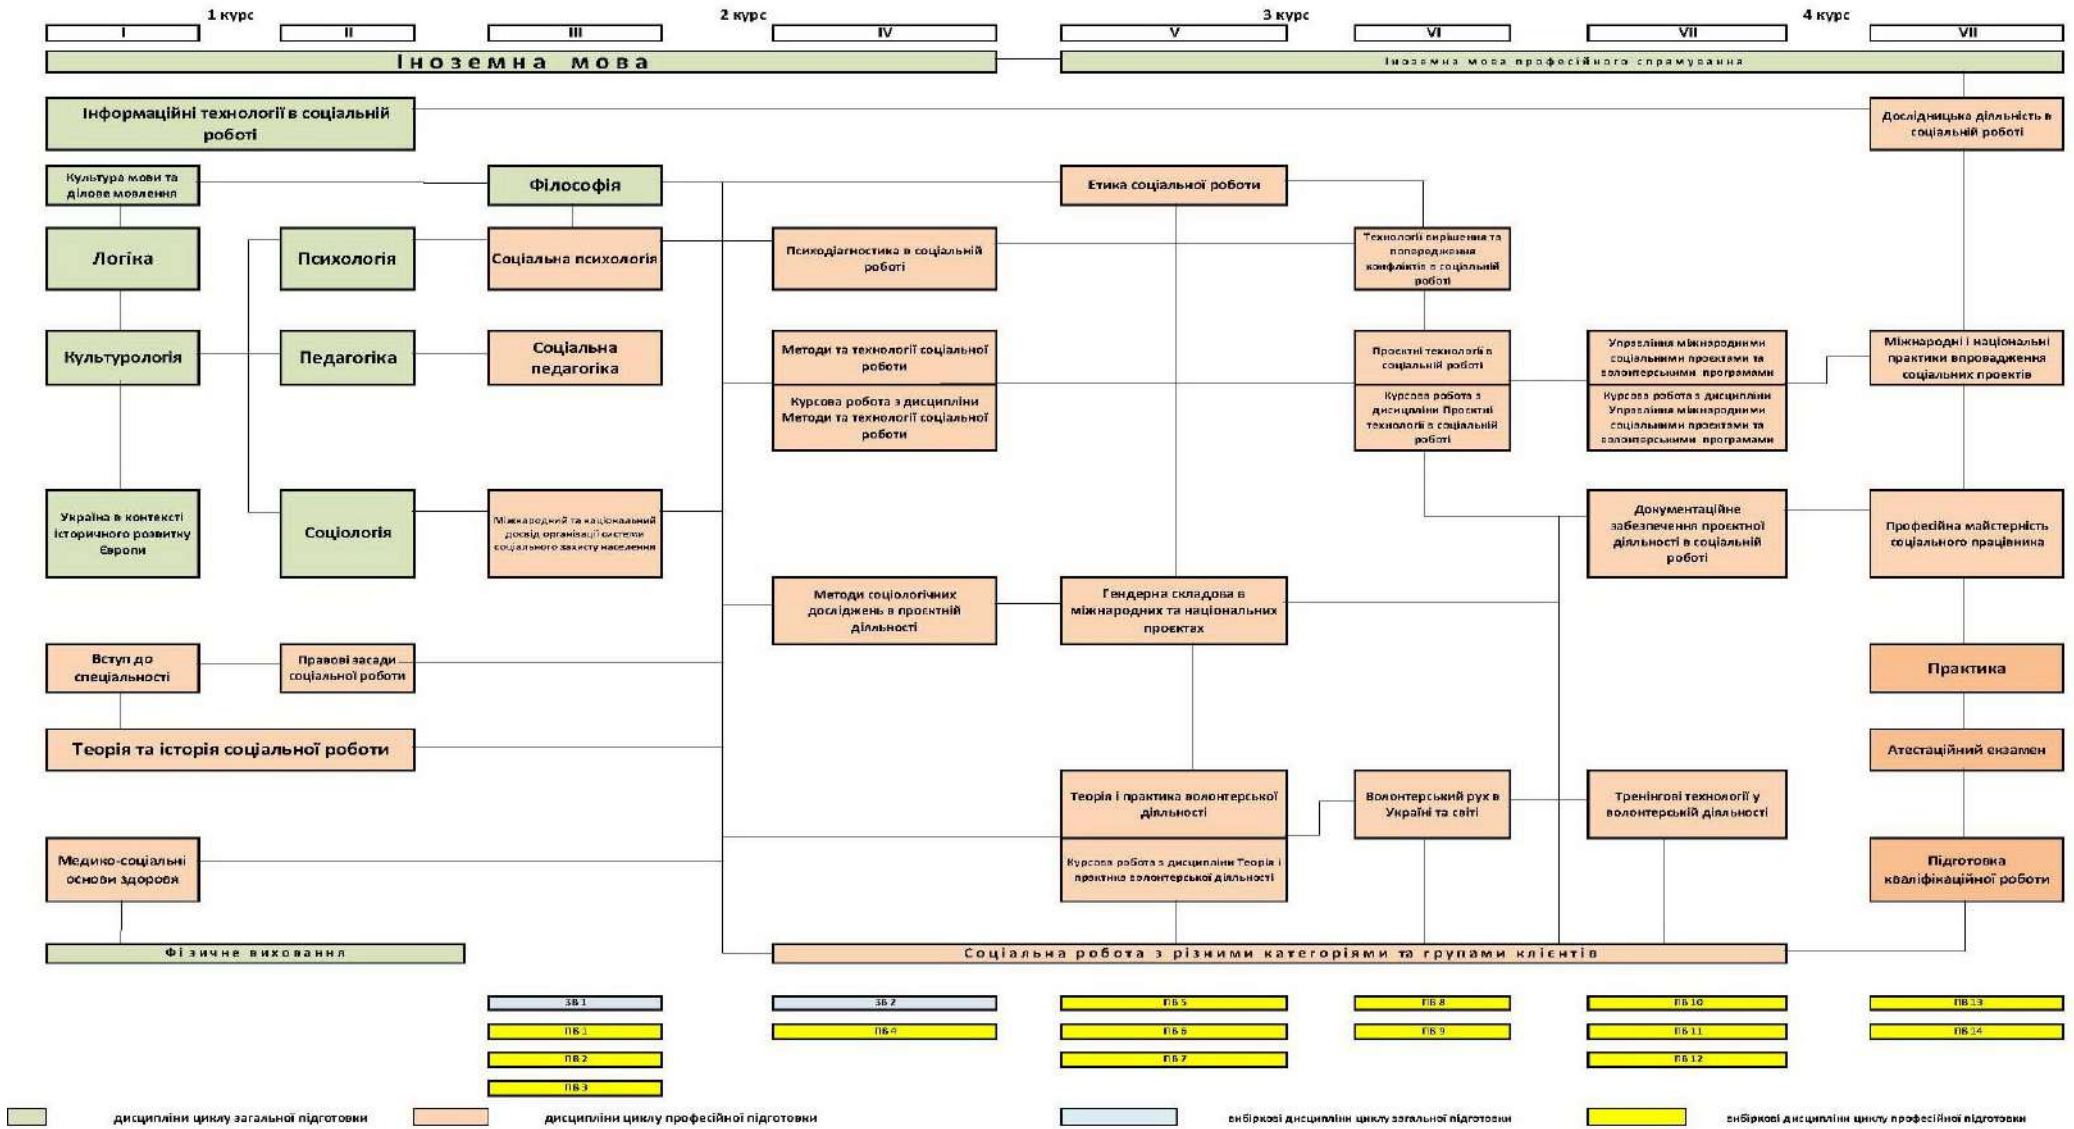 1 курс
2 курс
3 курс
4 курс
I
II
III
IV
V
VI
VII
VII
Іноземна мова
Іноземна мова професійного спрямування
Інформаційні технології в соціальній
роботі
Дослідницька діяльність в
соціальній роботі
Культура мови та
ділове мовлення
Філософія
Етика соціальної роботи
Логіка
Психологія
Соціальна психологія
Психодіагностика в соціальній
роботі
Технології вирішення та
попередження
конфліктів в соціальній
роботі
Культурологія
Педагогіка
Соціальна
педагогіка
Методи та технології соціальної
роботи
Проєктні технології в
соціальній роботі
Управління міжнародними
соціальними проєктами та
волонтерськими програмами
Міжнародні і національні
практики впровадження
соціальних проектів
Курсова робота з дисципліни
Методи та технології соціальної
роботи
Курсова робота з
дисицпліни Проєктні
технології в соціальній
роботі
Курсова робота з дисципліни
Управління міжнародними
соціальними проєктами та
волонтерськими програмами
Україна в контексті
історичного розвитку
Європи
Соціологія
Міжнародний та національний
досвід організації системи
соціального захисту населення
Документаційне
забезпечення проєктної
діяльності в соціальній
роботі
Професійна майстерність
соціального працівника
Методи соціологічних
досліджень в проєктній
діяльності
Гендерна складова в
міжнародних та національних
проєктах
Вступ до
спеціальності
Правові засади
соціальної роботи
Практика
Теорія та історія соціальної роботи
Атестаційний екзамен
Теорія і практика волонтерської
діяльності
Волонтерський рух в
Україні та світі
Тренінгові технології у
волонтерській діяльності
Медико-соціальні
основи здоровя
Курсова робота з дисципліни Теорія і
практика волонтерської діяльності
Підготовка
кваліфікаційної роботи
Фізичне виховання
Соціальна робота з різними категоріями та групами клієнтів
ЗВ 1
ЗВ 2
ПВ 5
ПВ 8
ПВ 10
ПВ 13
ПВ 1
ПВ 4
ПВ 6
ПВ 9
ПВ 11
ПВ 14
ПВ 2
ПВ 7
ПВ 12
ПВ 3
дисципліни циклу загальної підготовки
дисципліни циклу професійної підготовки
вибіркові дисципліни циклу загальної підготовки
вибіркові дисципліни циклу професійної підготовки